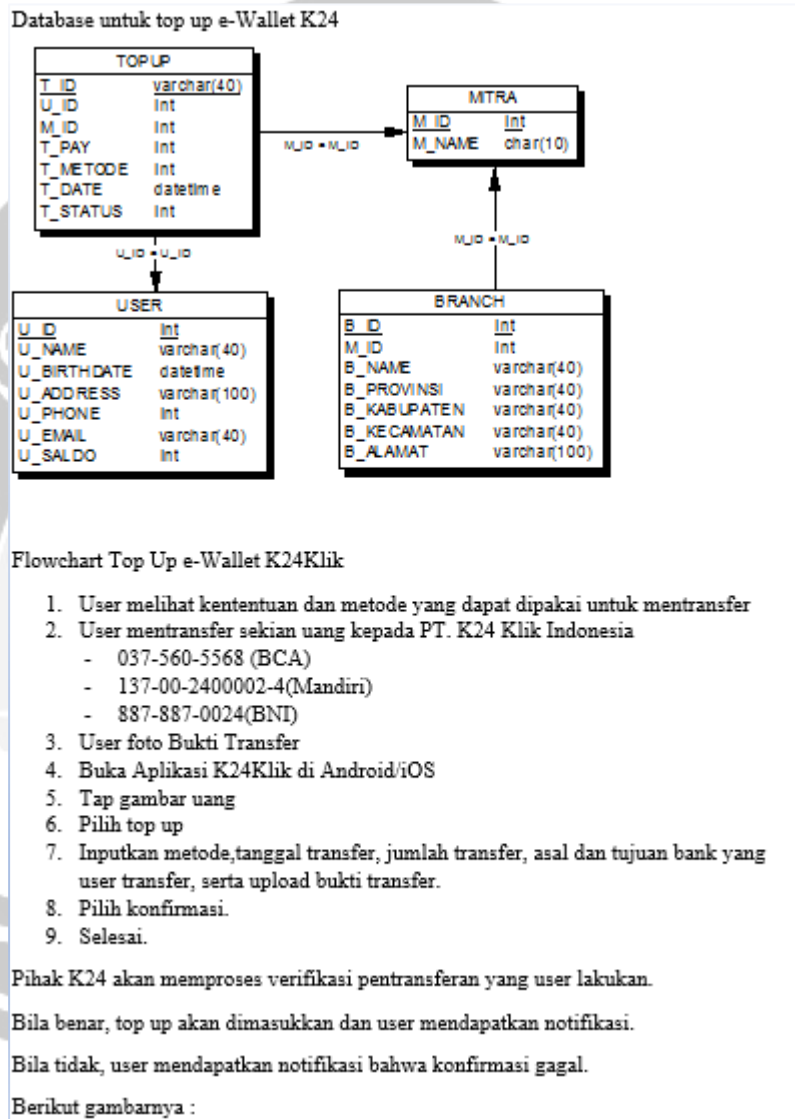 Database untuk top up e-Wallet K24
TOPUP
T_ID varchar(40)
U_ID Int
M_ID Int
T_PAY Int
T_METODE Int
T_DATE datetime
T_STATUS Int
M_ID = M_ID
MITRA
M_ID Int
M_NAME char(10)
U_ID = U_ID
M_ID = M_ID
USER
U_ID Int
U_NAME varchar(40)
U_BIRTHDATE datetime
U_ADDRESS varchar(100)
U_PHONE Int
U_EMAIL varchar(40)
U_SALDO Int
BRANCH
B_ID Int
M_ID Int
B_NAME varchar(40)
B_PROVINSI varchar(40)
B_KABUPATEN varchar(40)
B_KECAMATAN varchar(40)
B_ALAMAT varchar(100)
Flowchart Top Up e-Wallet K24Klik
1. User melihat kententuan dan metode yang dapat dipakai untuk mentransfer
2. User mentransfer sekian uang kepada PT. K24 Klik Indonesia
- 037-560-5568 (BCA)
- 137-00-2400002-4(Mandiri)
- 887-887-0024(BNI)
3. User foto Bukti Transfer
4. Buka Aplikasi K24Klik di Android/iOS
5. Tap gambar uang
6. Pilih top up
7. Inputkan metode,tanggal transfer, jumlah transfer, asal dan tujuan bank yang
user transfer, serta upload bukti transfer.
8. Pilih konfirmasi.
9. Selesai.
Pihak K24 akan memproses verifikasi pentransferan yang user lakukan.
Bila benar, top up akan dimasukkan dan user mendapatkan notifikasi.
Bila tidak, user mendapatkan notifikasi bahwa konfirmasi gagal.
Berikut gambarnya :